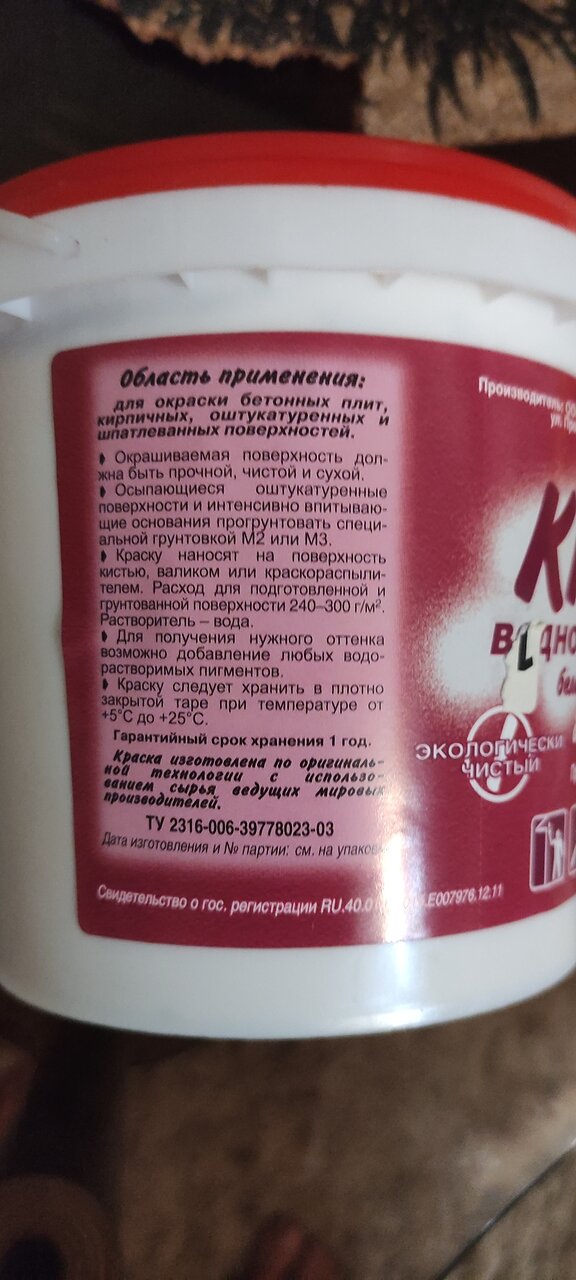 Область применения:
для окраски бетонных плит,
кирпичных, оштукатуренных и
шпатлеванных поверхностей.
Окрашиваемая поверхность дол-
жна быть прочной, чистой и сухой.
Осыпающиеся оштукатуренные
поверхности и интенсивно впитываю-
щие основания прогрунтовать специ-
альной грунтовкой М2 или М3.
Краску наносят на поверхность
кистью, валиком или краскораспыли-
телем. Расход для подготовленной и
грунтованной поверхности 240–300 г/м².
Растворитель – вода.
Для получения нужного оттенка
возможно добавление любых водо-
растворимых пигментов.
Краску следует хранить в плотно
закрытой таре при температуре от
+5°С до +25°С.
Гарантийный срок хранения 1 год.
Краска изготовлена по оригиналь-
ной технологии с использо-
ванием сырья ведущих мировых
производителей.
ТУ 2316-006-39778023-03
Дата изготовления и № партии: см. на
Свидетельство о гос. регистрации RU.40.0 .Е007976.12.11
Производитель:
ул.
ЭКОЛОГИЧЕСКИ
ЧИСТЫЙ